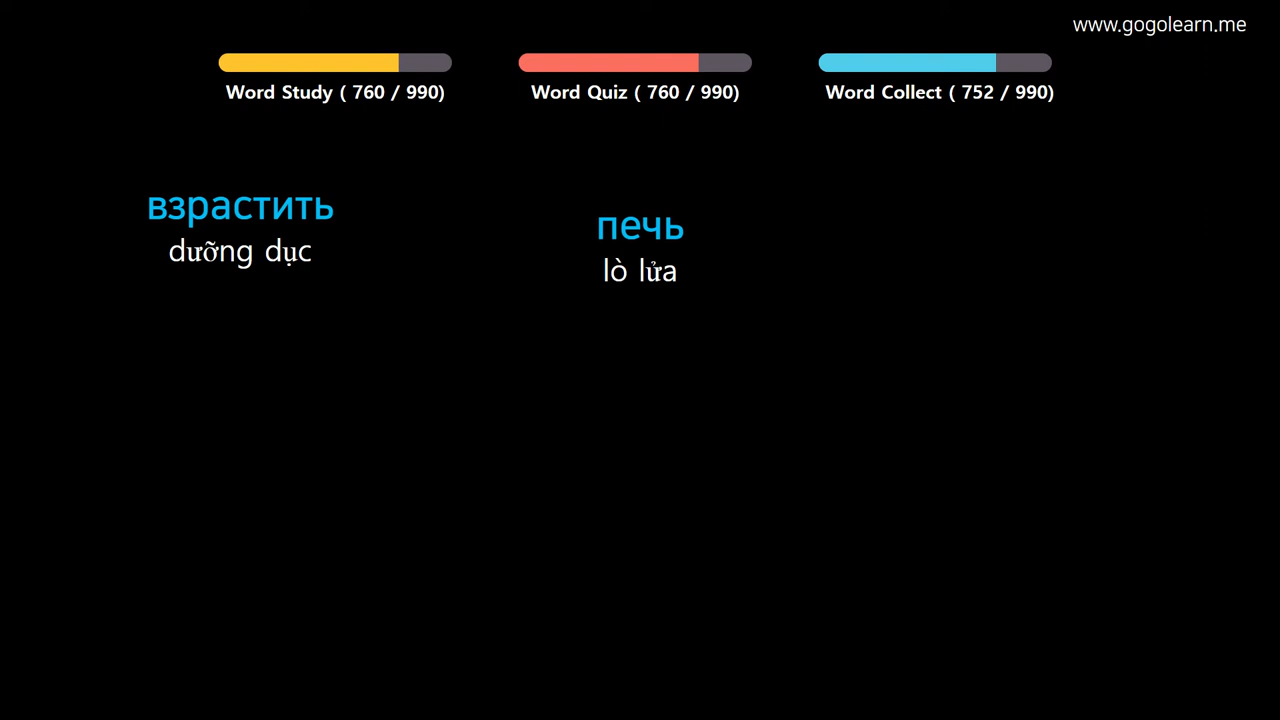 www.gogolearn.me
Word Study ( 760 / 990)
Word Quiz ( 760 / 990)
Word Collect ( 752 / 990)
взрастить
dưỡng dục
печь
lò lửa